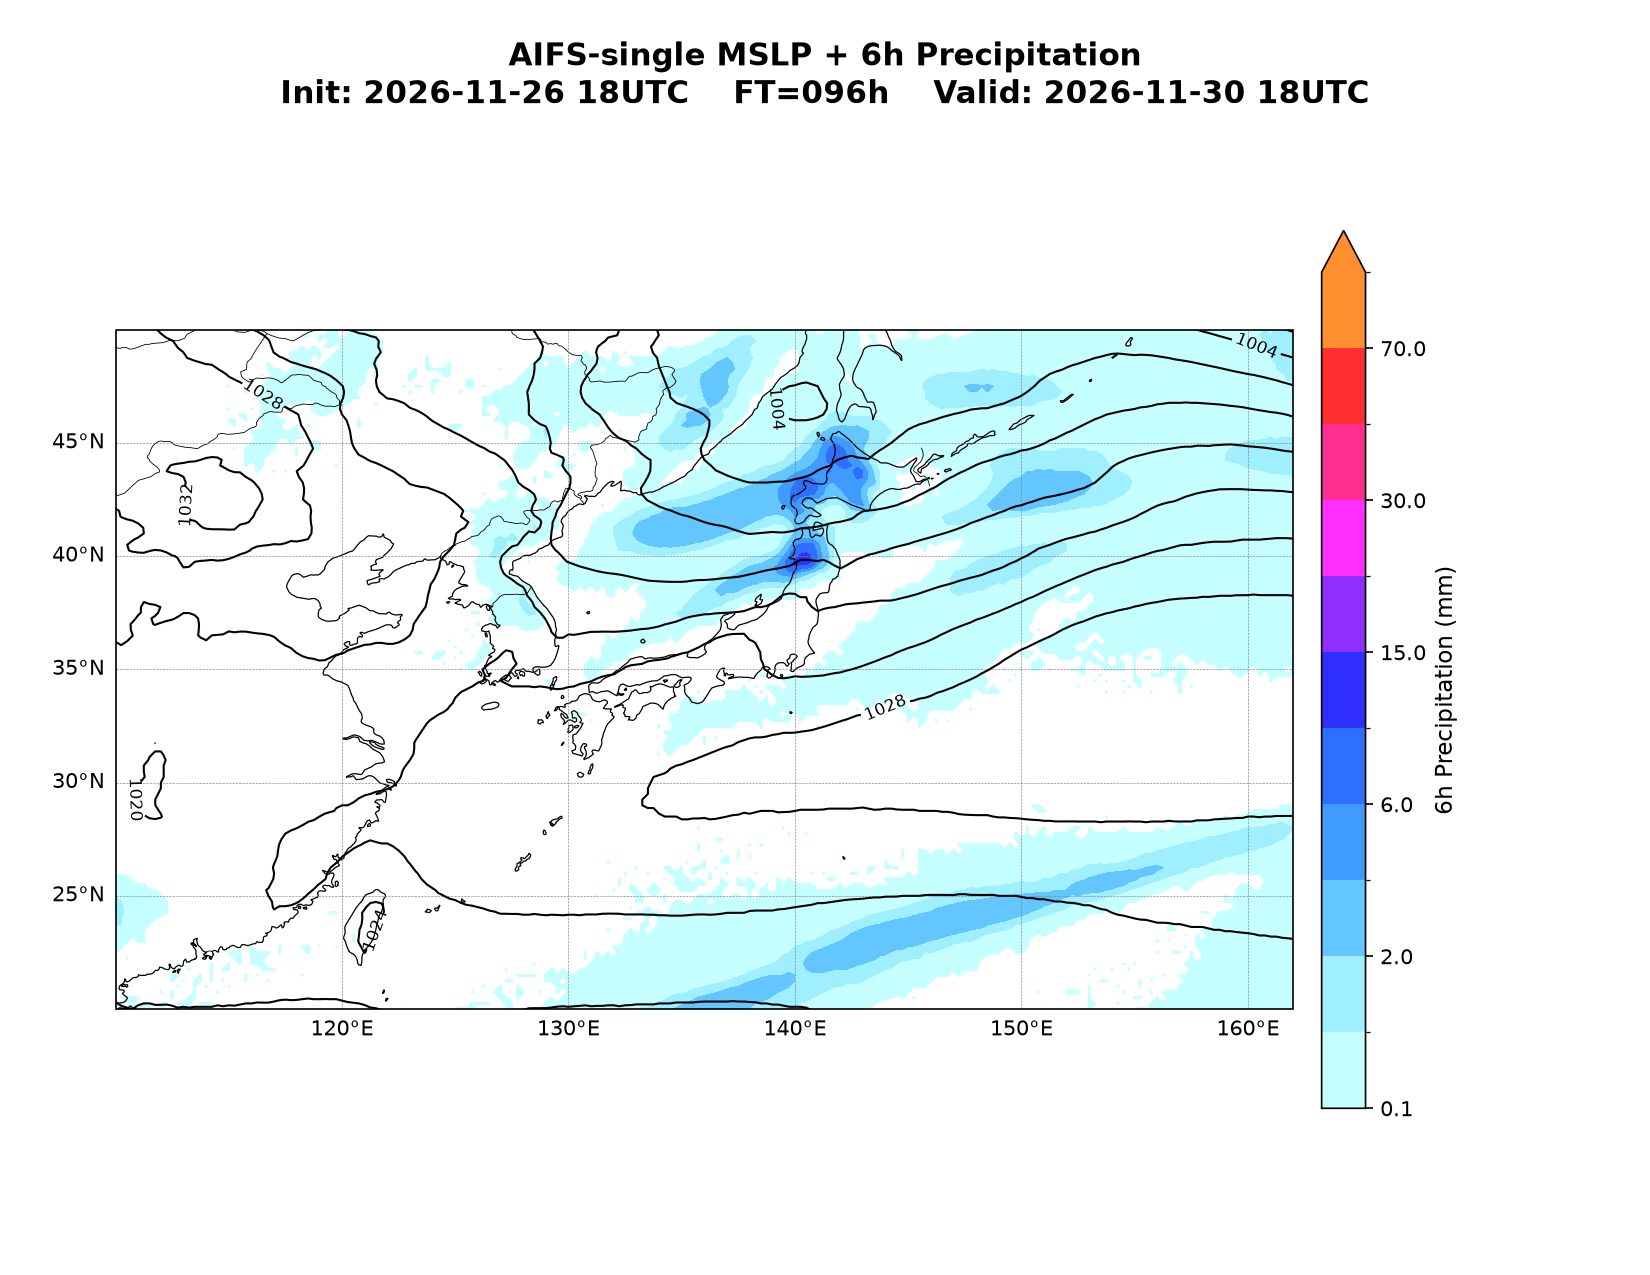 AIFS-single MSLP + 6h Precipitation
Init: 2026-11-26 18UTC    FT=096h    Valid: 2026-11-30 18UTC
1004
1028
1004
1032
1028
1020
1024
45°N
40°N
35°N
30°N
25°N
120°E
130°E
140°E
150°E
160°E
70.0
30.0
15.0
6.0
2.0
0.1
6h Precipitation (mm)